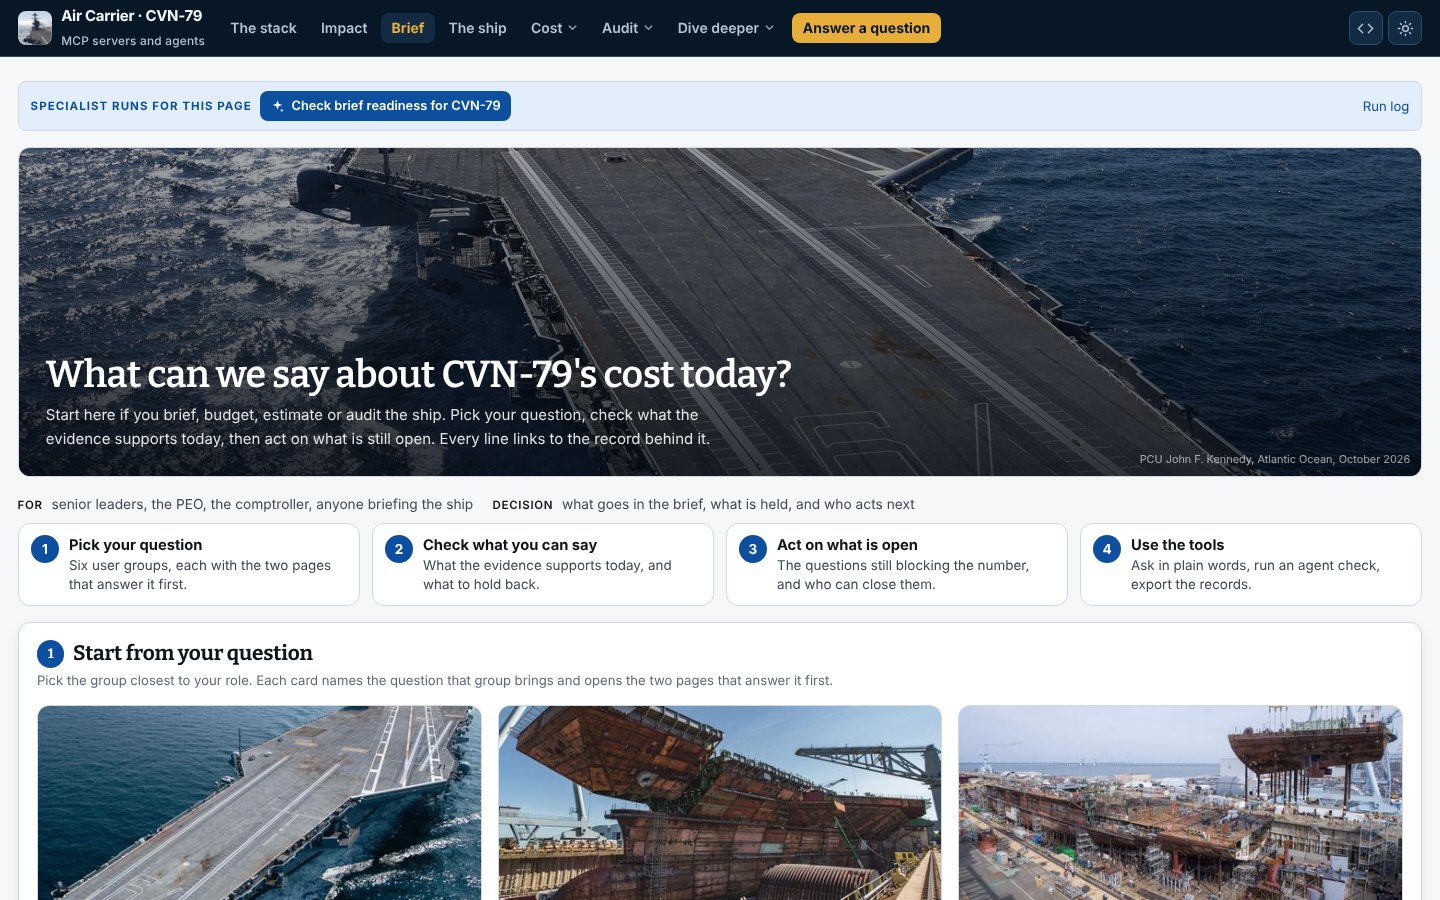 Air Carrier · CVN-79
MCP servers and agents
The stack
Impact
Brief
The ship
Cost
Audit
Dive deeper
Answer a question
SPECIALIST RUNS FOR THIS PAGE
Check brief readiness for CVN-79
Run log
What can we say about CVN-79's cost today?
Start here if you brief, budget, estimate or audit the ship. Pick your question, check what the
evidence supports today, then act on what is still open. Every line links to the record behind it.
PCU John F. Kennedy, Atlantic Ocean, October 2026
FOR senior leaders, the PEO, the comptroller, anyone briefing the ship DECISION what goes in the brief, what is held, and who acts next
1 Pick your question
Six user groups, each with the two pages
that answer it first.
2 Check what you can say
What the evidence supports today, and
what to hold back.
3 Act on what is open
The questions still blocking the number,
and who can close them.
4 Use the tools
Ask in plain words, run an agent check,
export the records.
1 Start from your question
Pick the group closest to your role. Each card names the question that group brings and opens the two pages that answer it first.